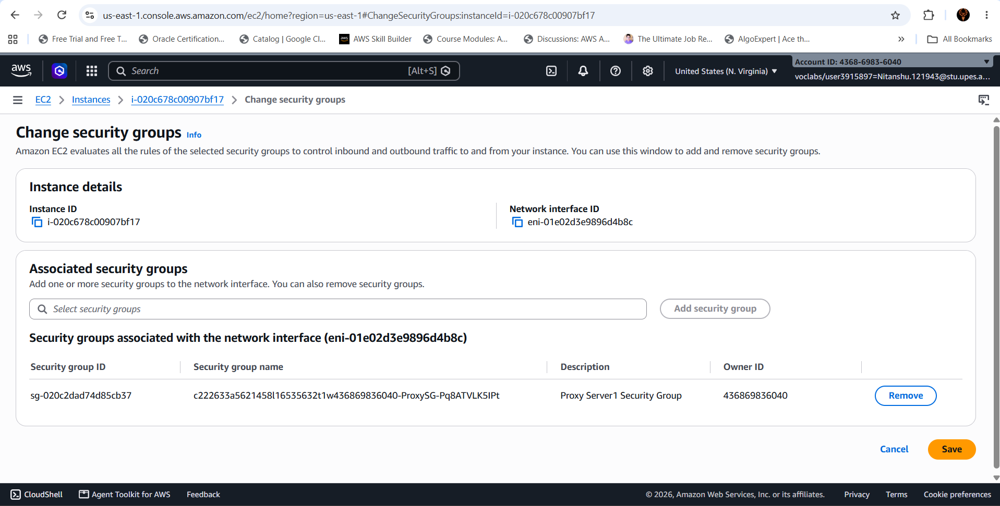 us-east-1.console.aws.amazon.com/ec2/home?region=us-east-1#ChangeSecurityGroups:instanceId=i-020c678c00907bf17
Free Trial and Free T... Oracle Certification... Catalog | Google Cl... aws AWS Skill Builder Course Modules: A... Discussions: AWS A... The Ultimate Job Re... AlgoExpert | Ace th... » All Bookmarks
aws Search [Alt+S] United States (N. Virginia) Account ID: 4368-6983-6040
voclabs/user3915897=Nitanshu.121943@stu.upes.a...
EC2 Instances i-020c678c00907bf17 Change security groups
Change security groups Info
Amazon EC2 evaluates all the rules of the selected security groups to control inbound and outbound traffic to and from your instance. You can use this window to add and remove security groups.
Instance details
Instance ID Network interface ID
i-020c678c00907bf17 eni-01e02d3e9896d4b8c
Associated security groups
Add one or more security groups to the network interface. You can also remove security groups.
Select security groups Add security group
Security groups associated with the network interface (eni-01e02d3e9896d4b8c)
Security group ID Security group name Description Owner ID
sg-020c2dad74d85cb37 c222633a5621458l16535632t1w436869836040-ProxySG-Pq8ATVLK5IPt Proxy Server1 Security Group 436869836040 Remove
Cancel Save
CloudShell Agent Toolkit for AWS Feedback © 2026, Amazon Web Services, Inc. or its affiliates. Privacy Terms Cookie preferences